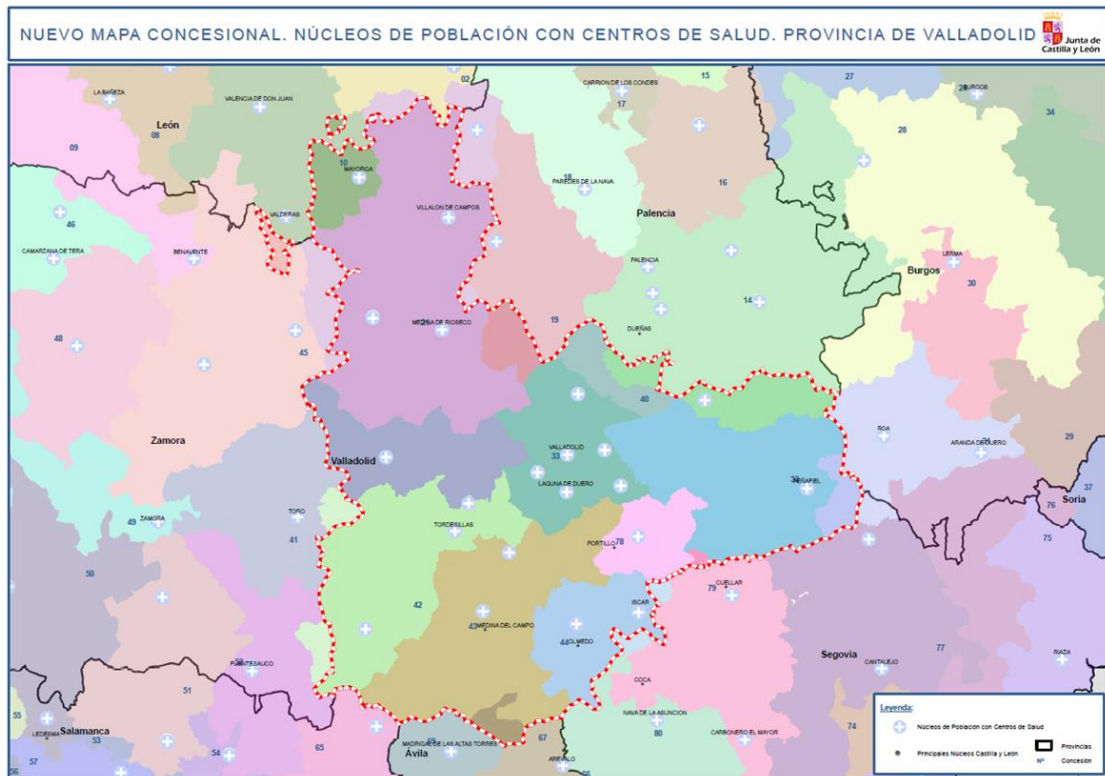 NUEVO MAPA CONCESIONAL. NÚCLEOS DE POBLACIÓN CON CENTROS DE SALUD. PROVINCIA DE VALLADOLID
Junta de
Castilla y León
02
15
CARRION DE LOS CONDES
27
BURGOS
LA BAÑEZA
VALENCIA DE DON JUAN
17
León
08
34
09
28
10
MAYORGA
18
PAREDES DE LA NAVA
16
VALDERAS
VILLALON DE CAMPOS
Palencia
46
CAMARZANA DE TERA
BENAVENTE
PALENCIA
LERMA
Burgos
30
14
MEDINA DE RIOSECO
DUEÑAS
48
45
19
40
ROA
ARANDA DE DUERO
29
Zamora
Valladolid
VALLADOLID
33
LAGUNA DE DUERO
PEÑAFIEL
37
Soria
76
49
ZAMORA
TORO
TORDESILLAS
41
PORTILLO
78
75
50
CUELLAR
79
42
ISCAR
43
MEDINA DEL CAMPO
44
OLMEDO
Segovia
77
RIAZA
FUENTESAUCO
CANTALEJO
51
COCA
Leyenda:
55
LEDESMA
Salamanca
53
54
65
NAVA DE LA ASUNCION
80
74
Núcleos de Población con Centros de Salud
MADRIGAL DE LAS ALTAS TORRES
67
CARBONERO EL MAYOR
Ávila
AREVALO
Principales Núcleos Castilla y León
Provincias
57
Nº
Concesión